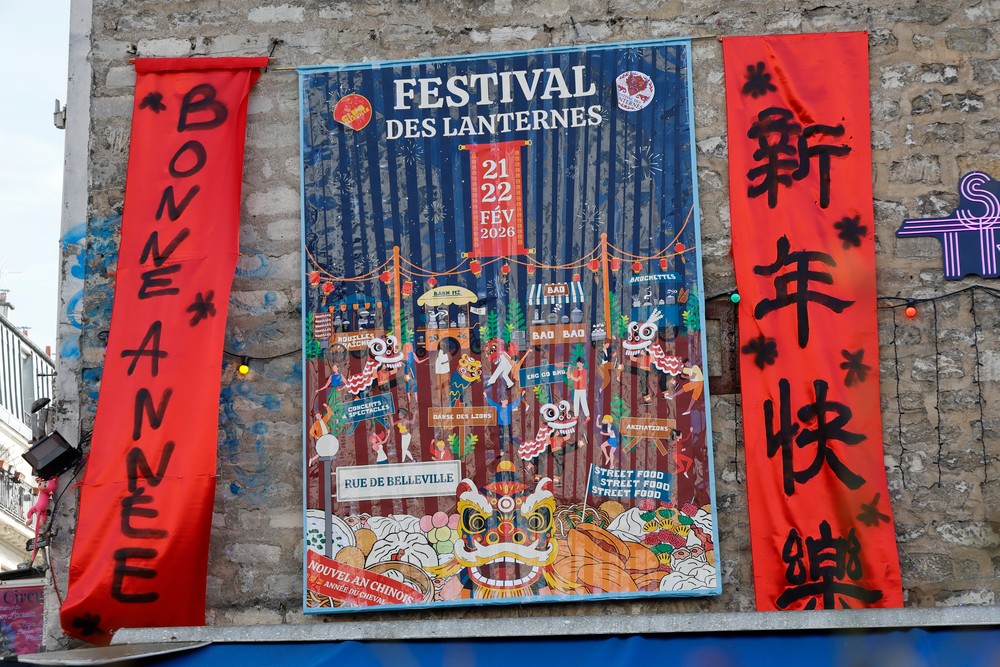 BONNE ANNÉE
FESTIVAL
DES LANTERNES
21
22
FÉV
2026
BÁNH MÌ
BAO
BAO BAO
BROCHETTES
CONCERTS
& SPECTACLES
DANSE DES LIONS
ANIMATIONS
RUE DE BELLEVILLE
STREET FOOD
STREET FOOD
STREET FOOD
NOUVEL AN CHINOIS
ANNÉE DU CHEVAL
新年快樂